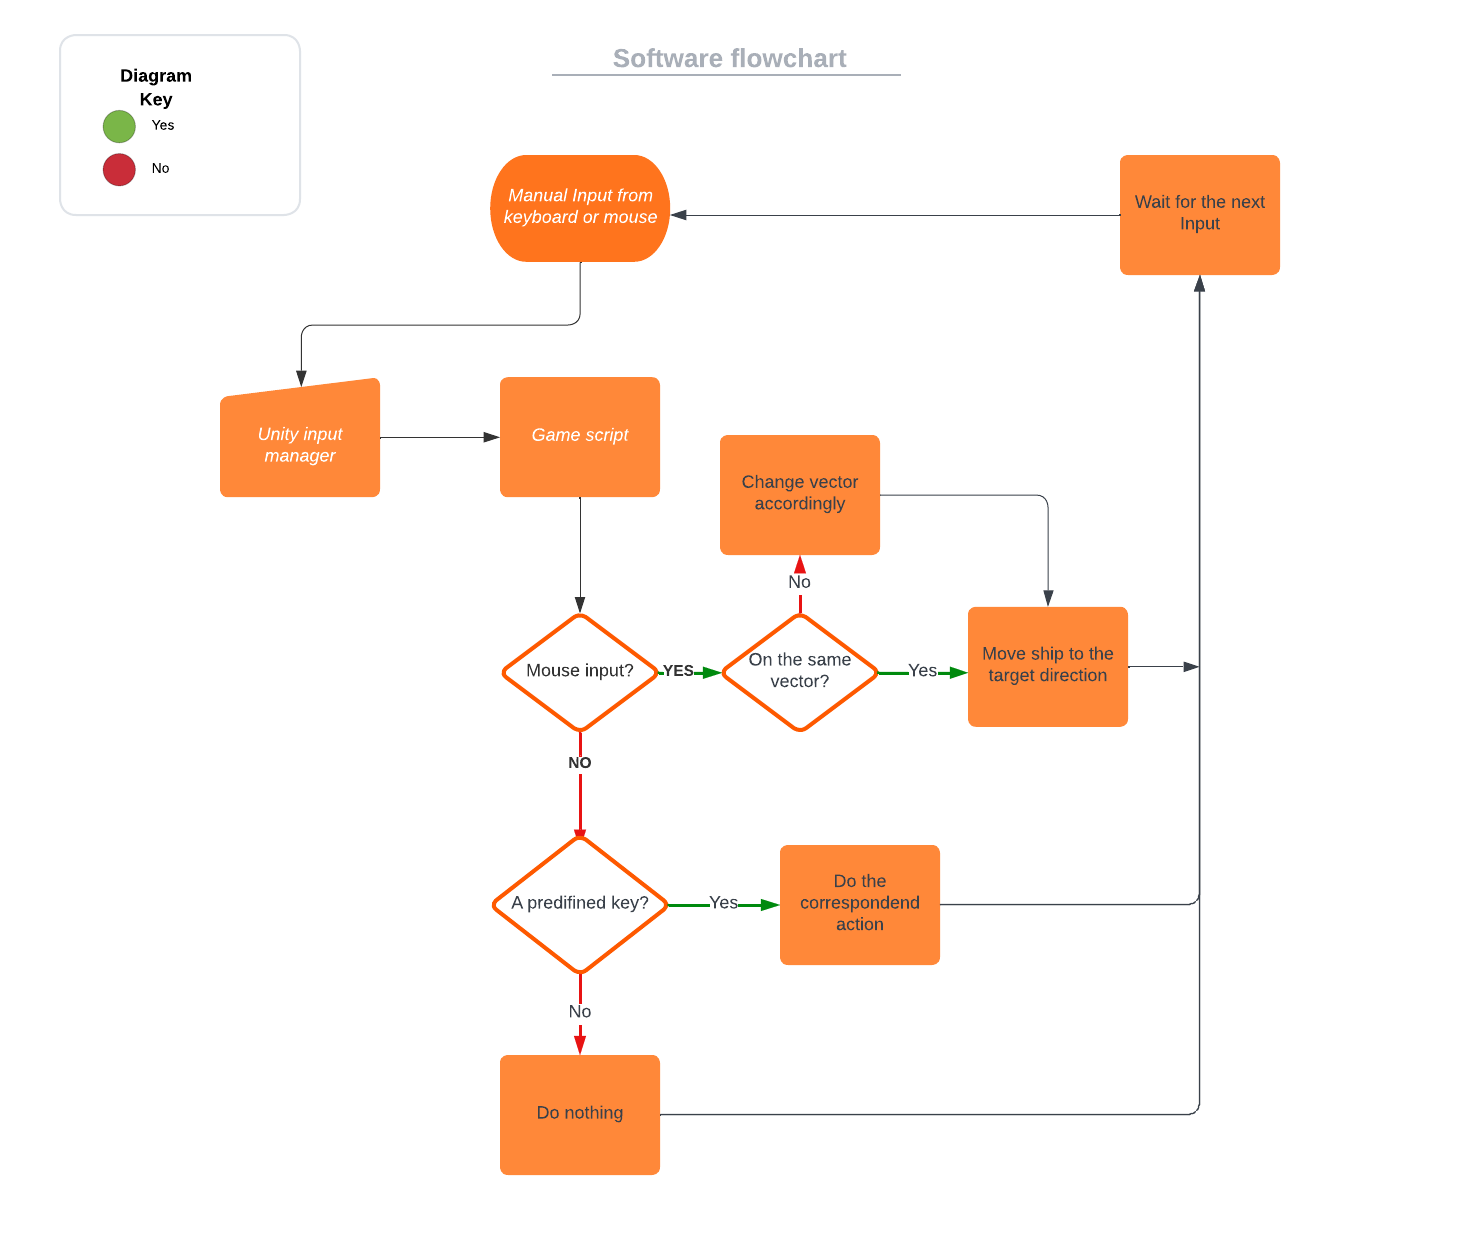 Software flowchart
Diagram
Key
Yes
No
Manual Input from
keyboard or mouse
Wait for the next
Input
Unity input
manager
Game script
Change vector
accordingly
No
Mouse input?
YES
On the same
vector?
Yes
Move ship to the
target direction
NO
A predifined key?
Yes
Do the
correspondend
action
No
Do nothing